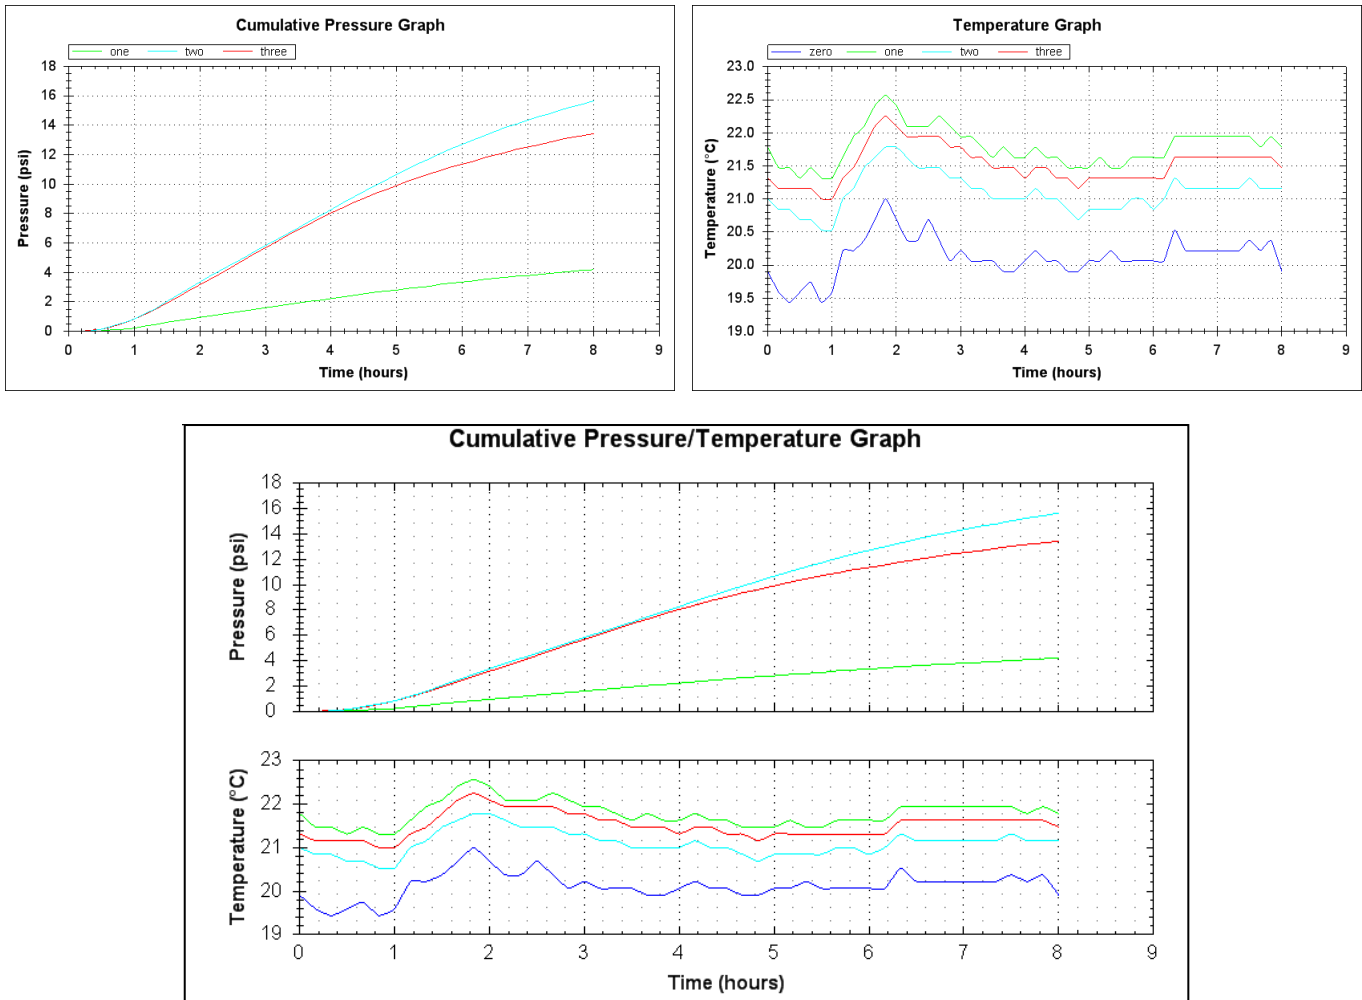 Cumulative Pressure Graph
one two three
18
16
14
12
10
8
6
4
2
0
Pressure (psi)
0 1 2 3 4 5 6 7 8 9
Time (hours)
Temperature Graph
zero one two three
23.0
22.5
22.0
21.5
21.0
20.5
20.0
19.5
19.0
Temperature (°C)
0 1 2 3 4 5 6 7 8 9
Time (hours)
Cumulative Pressure/Temperature Graph
18
16
14
12
10
8
6
4
2
0
Pressure (psi)
23
22
21
20
19
Temperature (°C)
0 1 2 3 4 5 6 7 8 9
Time (hours)